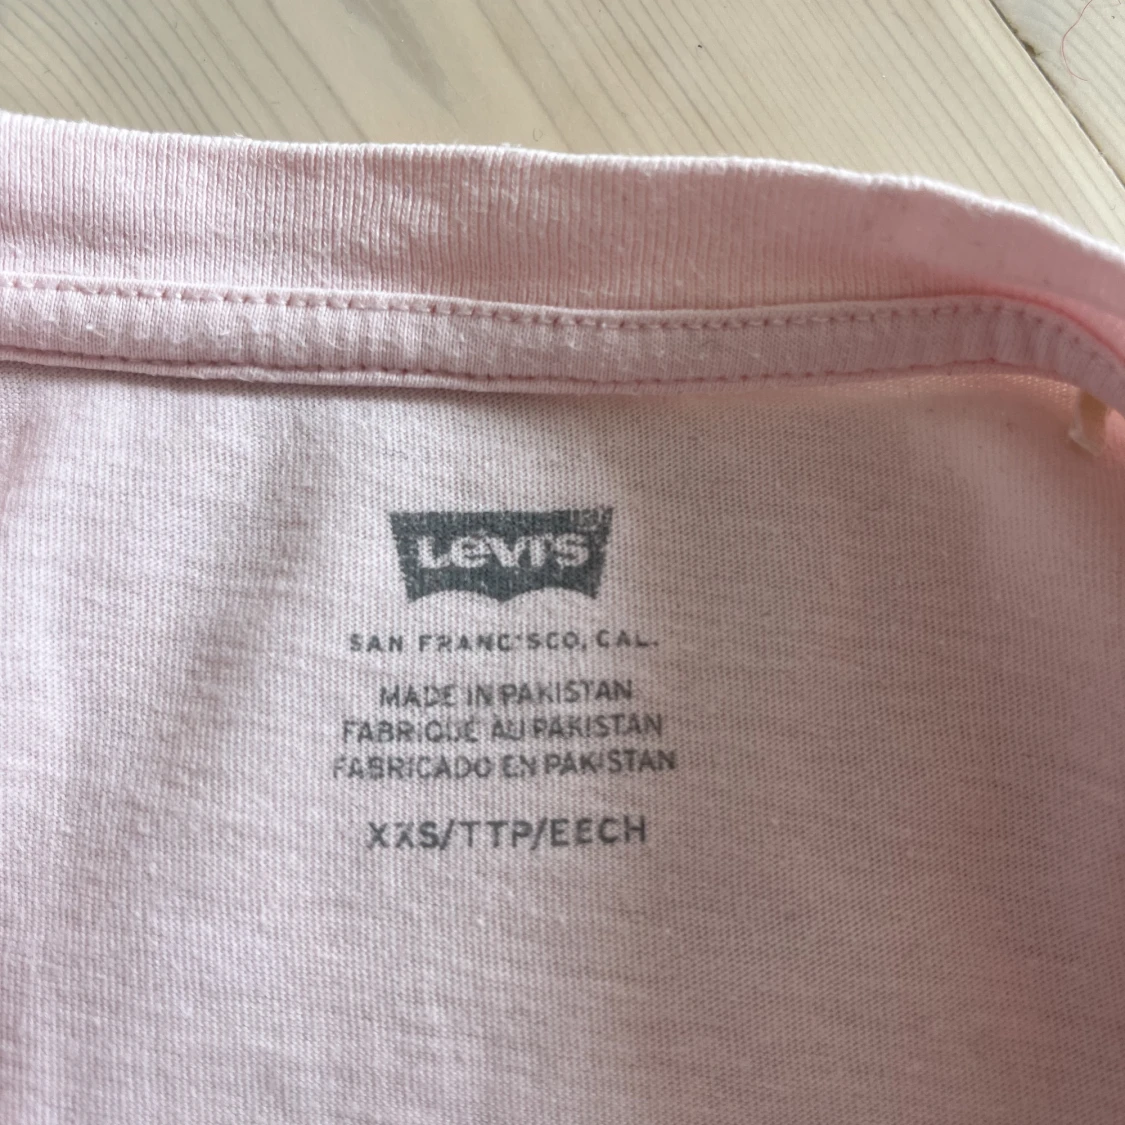 Levi's
SAN FRANCISCO, CAL.
MADE IN PAKISTAN
FABRIQUÉ AU PAKISTAN
FABRICADO EN PAKISTAN
XXS/TTP/EECH